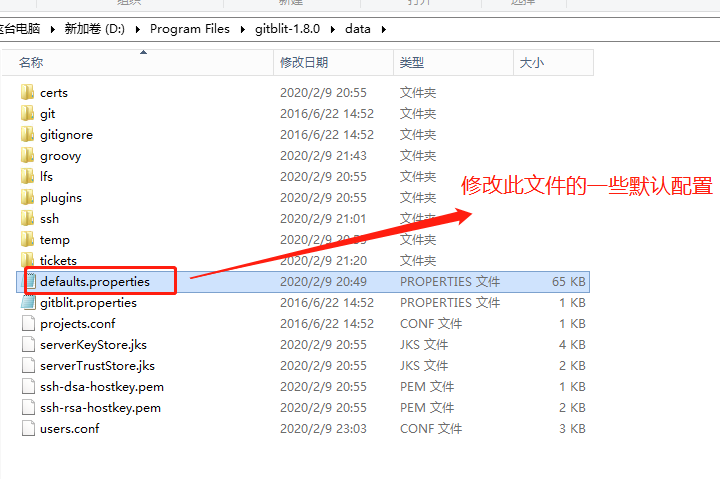 组织 新建 打开 选择
这台电脑 新加卷 (D:) Program Files gitblit-1.8.0 data
名称 修改日期 类型 大小
certs 2020/2/9 20:55 文件夹
git 2016/6/22 14:52 文件夹
gitignore 2016/6/22 14:52 文件夹
groovy 2020/2/9 21:43 文件夹
lfs 2020/2/9 20:55 文件夹
plugins 2020/2/9 20:55 文件夹
修改此文件的一些默认配置
ssh 2020/2/9 21:01 文件夹
temp 2020/2/9 20:55 文件夹
tickets 2020/2/9 21:20 文件夹
defaults.properties 2020/2/9 20:49 PROPERTIES 文件 65 KB
gitblit.properties 2016/6/22 14:52 PROPERTIES 文件 1 KB
projects.conf 2016/6/22 14:52 CONF 文件 1 KB
serverKeyStore.jks 2020/2/9 20:55 JKS 文件 4 KB
serverTrustStore.jks 2020/2/9 20:55 JKS 文件 2 KB
ssh-dsa-hostkey.pem 2020/2/9 20:55 PEM 文件 1 KB
ssh-rsa-hostkey.pem 2020/2/9 20:55 PEM 文件 2 KB
users.conf 2020/2/9 23:03 CONF 文件 3 KB